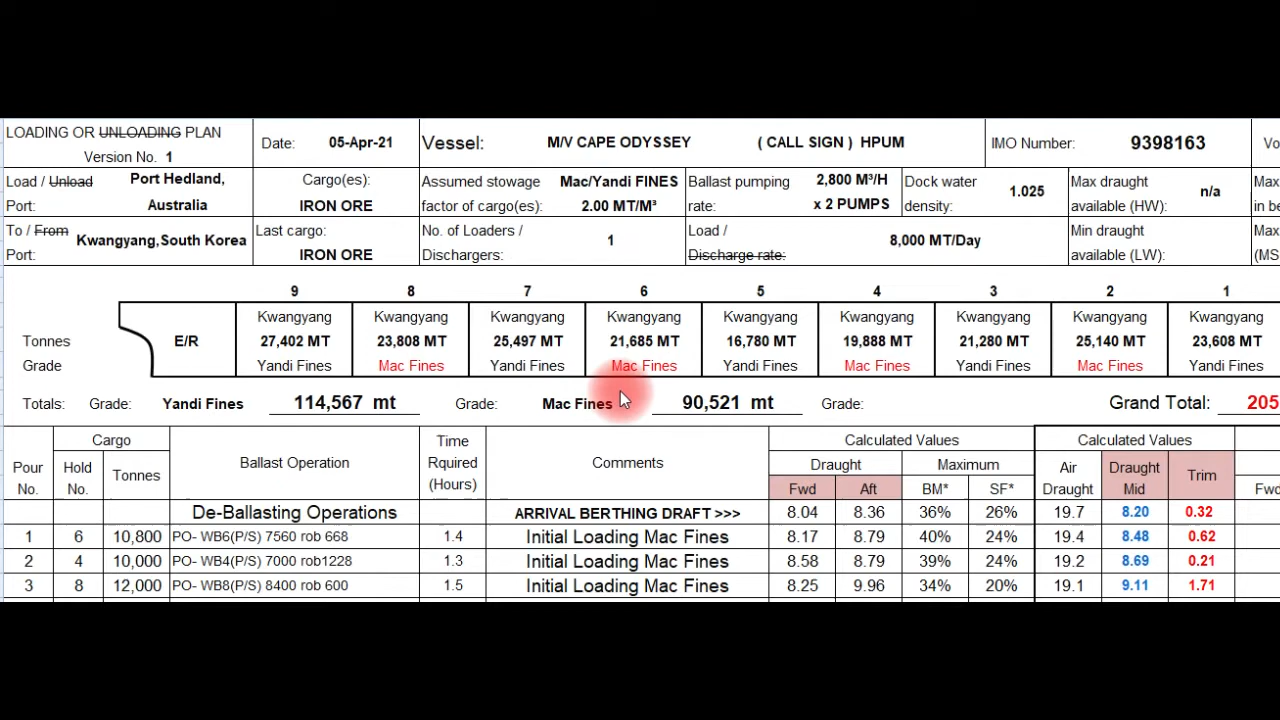 LOADING OR UNLOADING PLAN
Version No. 1
Date: 05-Apr-21
Vessel: M/V CAPE ODYSSEY ( CALL SIGN ) HPUM
IMO Number: 9398163
Load / Unload Port: Port Hedland, Australia
Cargo(es): IRON ORE
Assumed stowage factor of cargo(es): Mac/Yandi FINES 2.00 MT/M³
Ballast pumping rate: 2,800 M³/H x 2 PUMPS
Dock water density: 1.025
Max draught available (HW): n/a
To / From Port: Kwangyang,South Korea
Last cargo: IRON ORE
No. of Loaders / Dischargers: 1
Load / Discharge rate: 8,000 MT/Day
Min draught available (LW):
9 8 7 6 5 4 3 2 1
Kwangyang Kwangyang Kwangyang Kwangyang Kwangyang Kwangyang Kwangyang Kwangyang Kwangyang
Tonnes E/R 27,402 MT 23,808 MT 25,497 MT 21,685 MT 16,780 MT 19,888 MT 21,280 MT 25,140 MT 23,608 MT
Grade Yandi Fines Mac Fines Yandi Fines Mac Fines Yandi Fines Mac Fines Yandi Fines Mac Fines Yandi Fines
Totals: Grade: Yandi Fines 114,567 mt Grade: Mac Fines 90,521 mt Grade: Grand Total: 205
Cargo Calculated Values Calculated Values
Pour No. Hold No. Tonnes Ballast Operation Time Rquired (Hours) Comments Draught Maximum Air Draught Draught Mid Trim
Fwd Aft BM* SF* Fwd
De-Ballasting Operations ARRIVAL BERTHING DRAFT >>> 8.04 8.36 36% 26% 19.7 8.20 0.32
1 6 10,800 PO- WB6(P/S) 7560 rob 668 1.4 Initial Loading Mac Fines 8.17 8.79 40% 24% 19.4 8.48 0.62
2 4 10,000 PO- WB4(P/S) 7000 rob1228 1.3 Initial Loading Mac Fines 8.58 8.79 39% 24% 19.2 8.69 0.21
3 8 12,000 PO- WB8(P/S) 8400 rob 600 1.5 Initial Loading Mac Fines 8.25 9.96 34% 20% 19.1 9.11 1.71